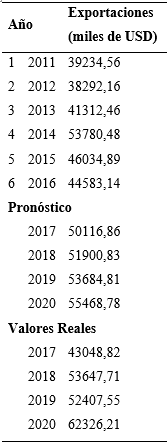 Año Exportaciones
(miles de USD)
1 2011 39234,56
2 2012 38292,16
3 2013 41312,46
4 2014 53780,48
5 2015 46034,89
6 2016 44583,14
Pronóstico
2017 50116,86
2018 51900,83
2019 53684,81
2020 55468,78
Valores Reales
2017 43048,82
2018 53647,71
2019 52407,55
2020 62326,21